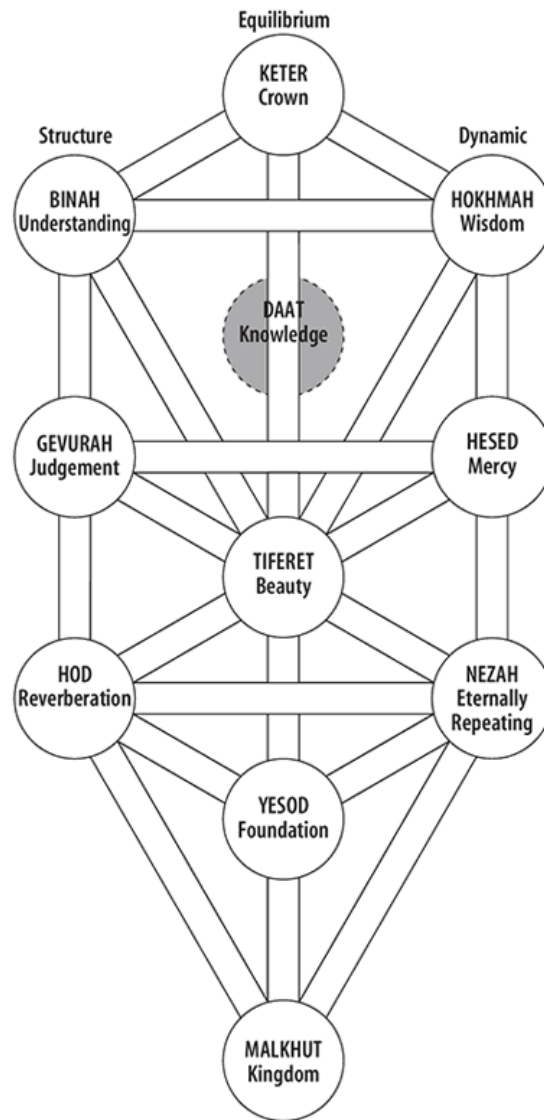 Equilibrium
KETER
Crown
Structure
Dynamic
BINAH
Understanding
HOKHMAH
Wisdom
DAAT
Knowledge
GEVURAH
Judgement
HESED
Mercy
TIFERET
Beauty
HOD
Reverberation
NEZAH
Eternally
Repeating
YESOD
Foundation
MALKHUT
Kingdom